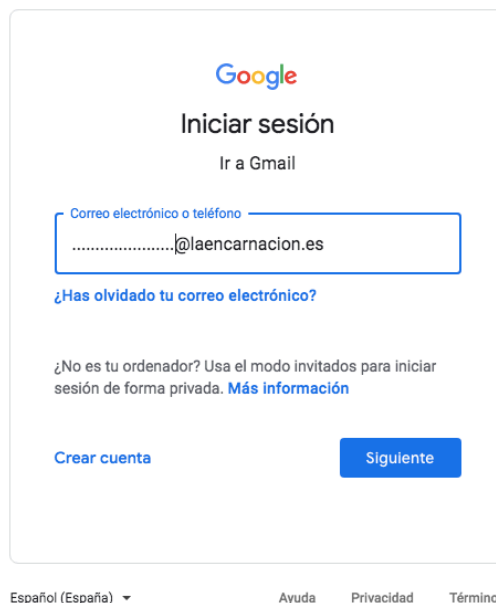 Google
Iniciar sesión
Ir a Gmail
Correo electrónico o teléfono
......................@laencarnacion.es
¿Has olvidado tu correo electrónico?
¿No es tu ordenador? Usa el modo invitados para iniciar
sesión de forma privada. Más información
Crear cuenta Siguiente
Español (España) Ayuda Privacidad Término